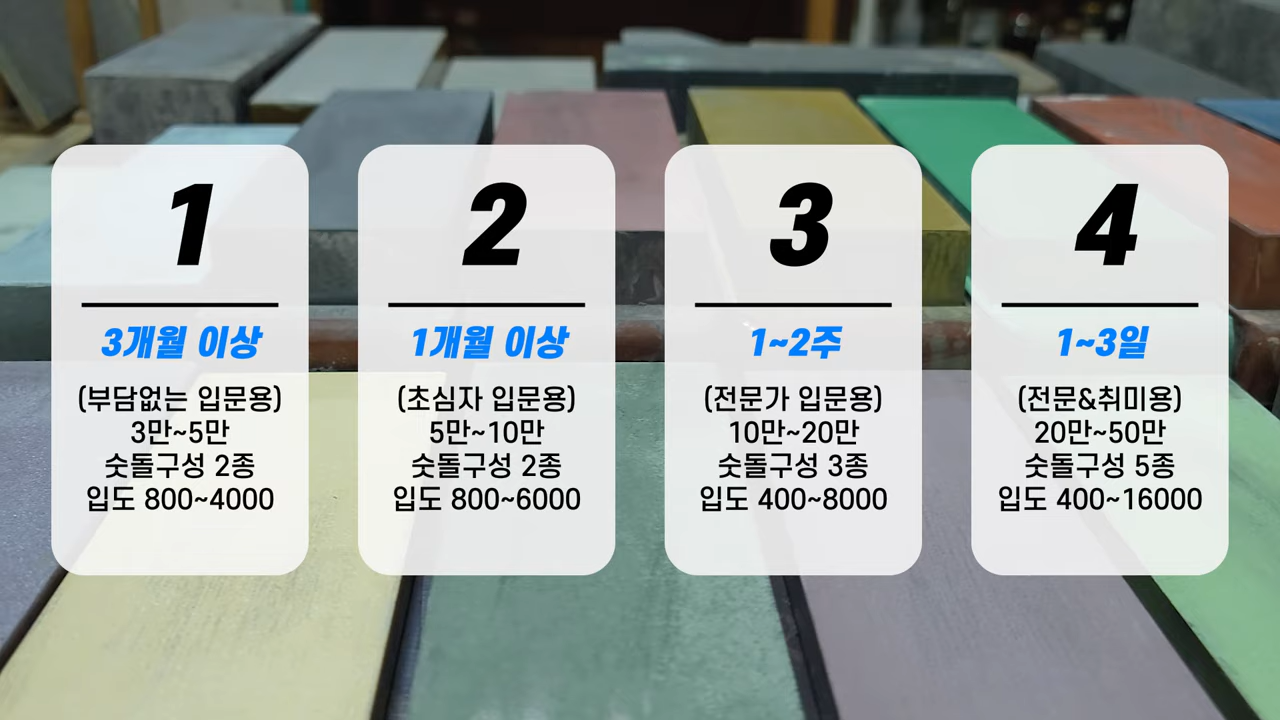 1
3개월 이상
(부담없는 입문용)
3만~5만
숫돌구성 2종
입도 800~4000
2
1개월 이상
(초심자 입문용)
5만~10만
숫돌구성 2종
입도 800~6000
3
1~2주
(전문가 입문용)
10만~20만
숫돌구성 3종
입도 400~8000
4
1~3일
(전문&취미용)
20만~50만
숫돌구성 5종
입도 400~16000